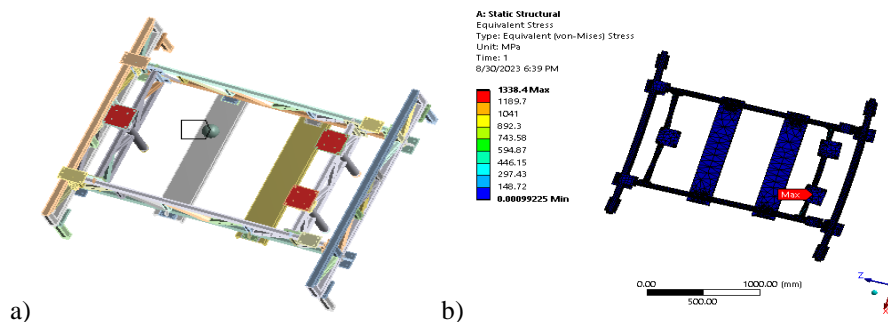 A: Static Structural
Equivalent Stress
Type: Equivalent (von-Mises) Stress
Unit: MPa
Time: 1
8/30/2023 6:39 PM
1338.4 Max
1189.7
1041
892.3
743.58
594.87
446.15
297.43
148.72
0.00099225 Min
Max
0.00
1000.00 (mm)
500.00
Z
X
a)
b)